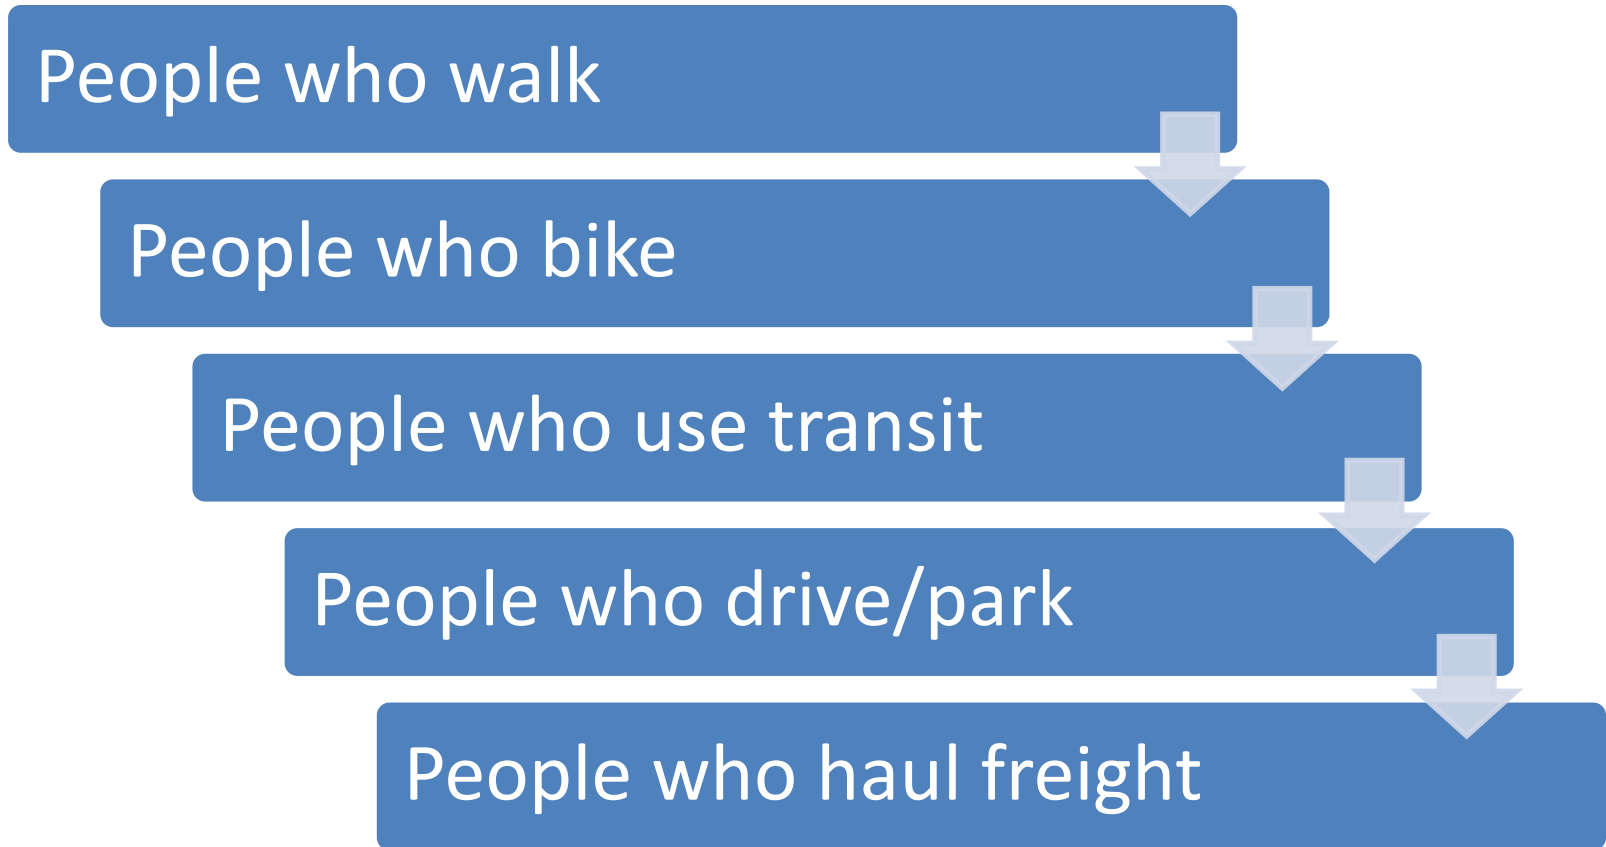 People who walk
People who bike
People who use transit
People who drive/park
People who haul freight